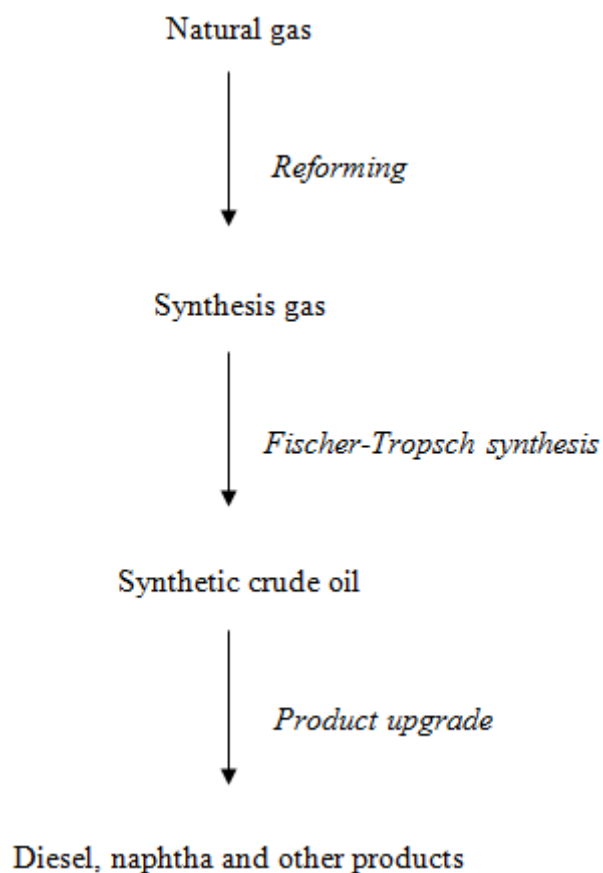 Natural gas
Reforming
Synthesis gas
Fischer-Tropsch synthesis
Synthetic crude oil
Product upgrade
Diesel, naphtha and other products